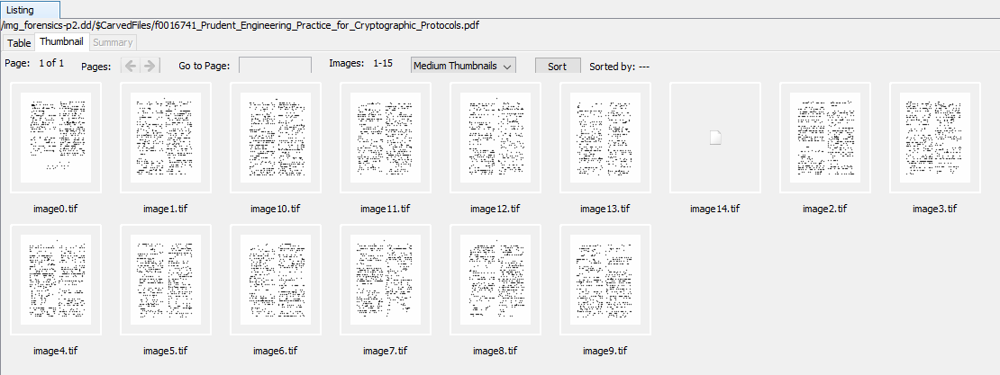 Listing
/img_forensics-p2.dd/$CarvedFiles/f0016741_Prudent_Engineering_Practice_for_Cryptographic_Protocols.pdf
Table Thumbnail Summary
Page: 1 of 1 Pages: Go to Page: Images: 1-15 Medium Thumbnails Sort Sorted by: ---
image0.tif image1.tif image10.tif image11.tif image12.tif image13.tif image14.tif image2.tif image3.tif
image4.tif image5.tif image6.tif image7.tif image8.tif image9.tif